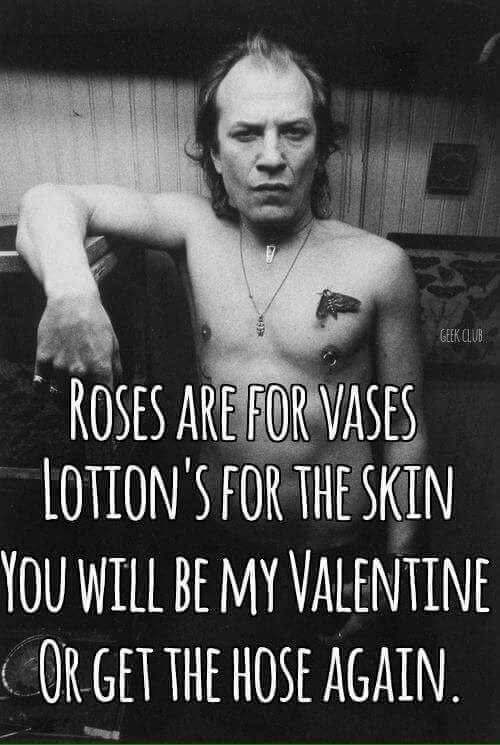 GEEK CLUB
ROSES ARE FOR VASES
LOTION'S FOR THE SKIN
YOU WILL BE MY VALENTINE
OR GET THE HOSE AGAIN.